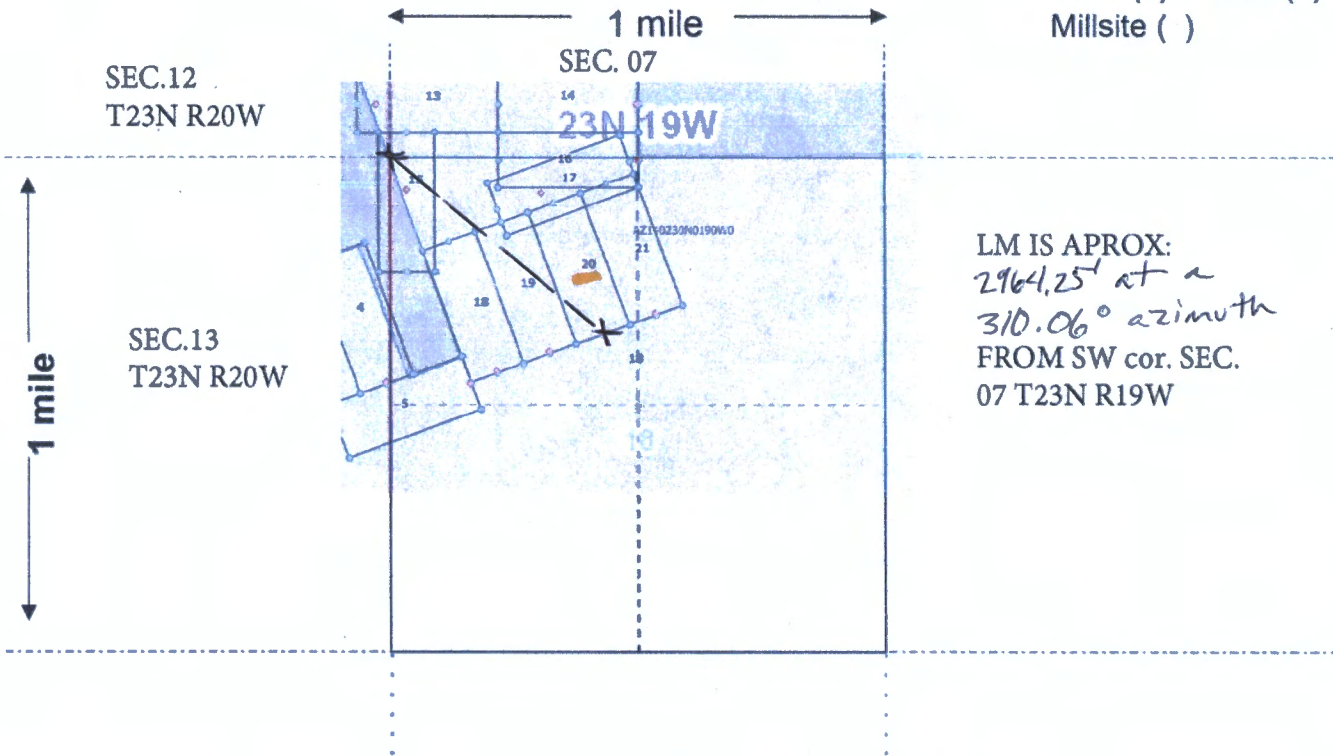 1 mile
Millsite ( )
SEC. 07
SEC.12
T23N R20W
13
14
23N 19W
16
17
15
AZ140230N0190W0
21
20
4
19
18
LM IS APROX:
2964.25' at a
310.06° azimuth
FROM SW cor. SEC.
07 T23N R19W
SEC.13
T23N R20W
1 mile
5
18